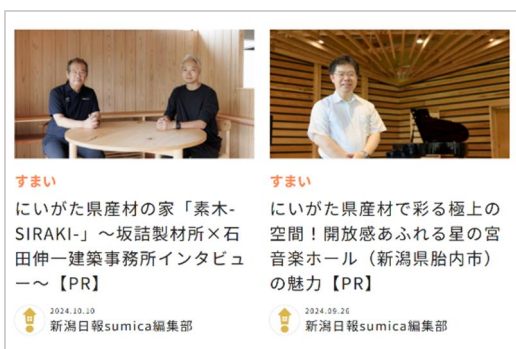 すまい
にいがた県産材の家「素木-
SIRAKI-」～坂詰製材所×石
田伸一建築事務所インタビュ
ー～【PR】
2024.10.10
新潟日報sumica編集部
すまい
にいがた県産材で彩る極上の
空間！開放感あふれる星の宮
音楽ホール（新潟県胎内市）
の魅力【PR】
2024.09.26
新潟日報sumica編集部